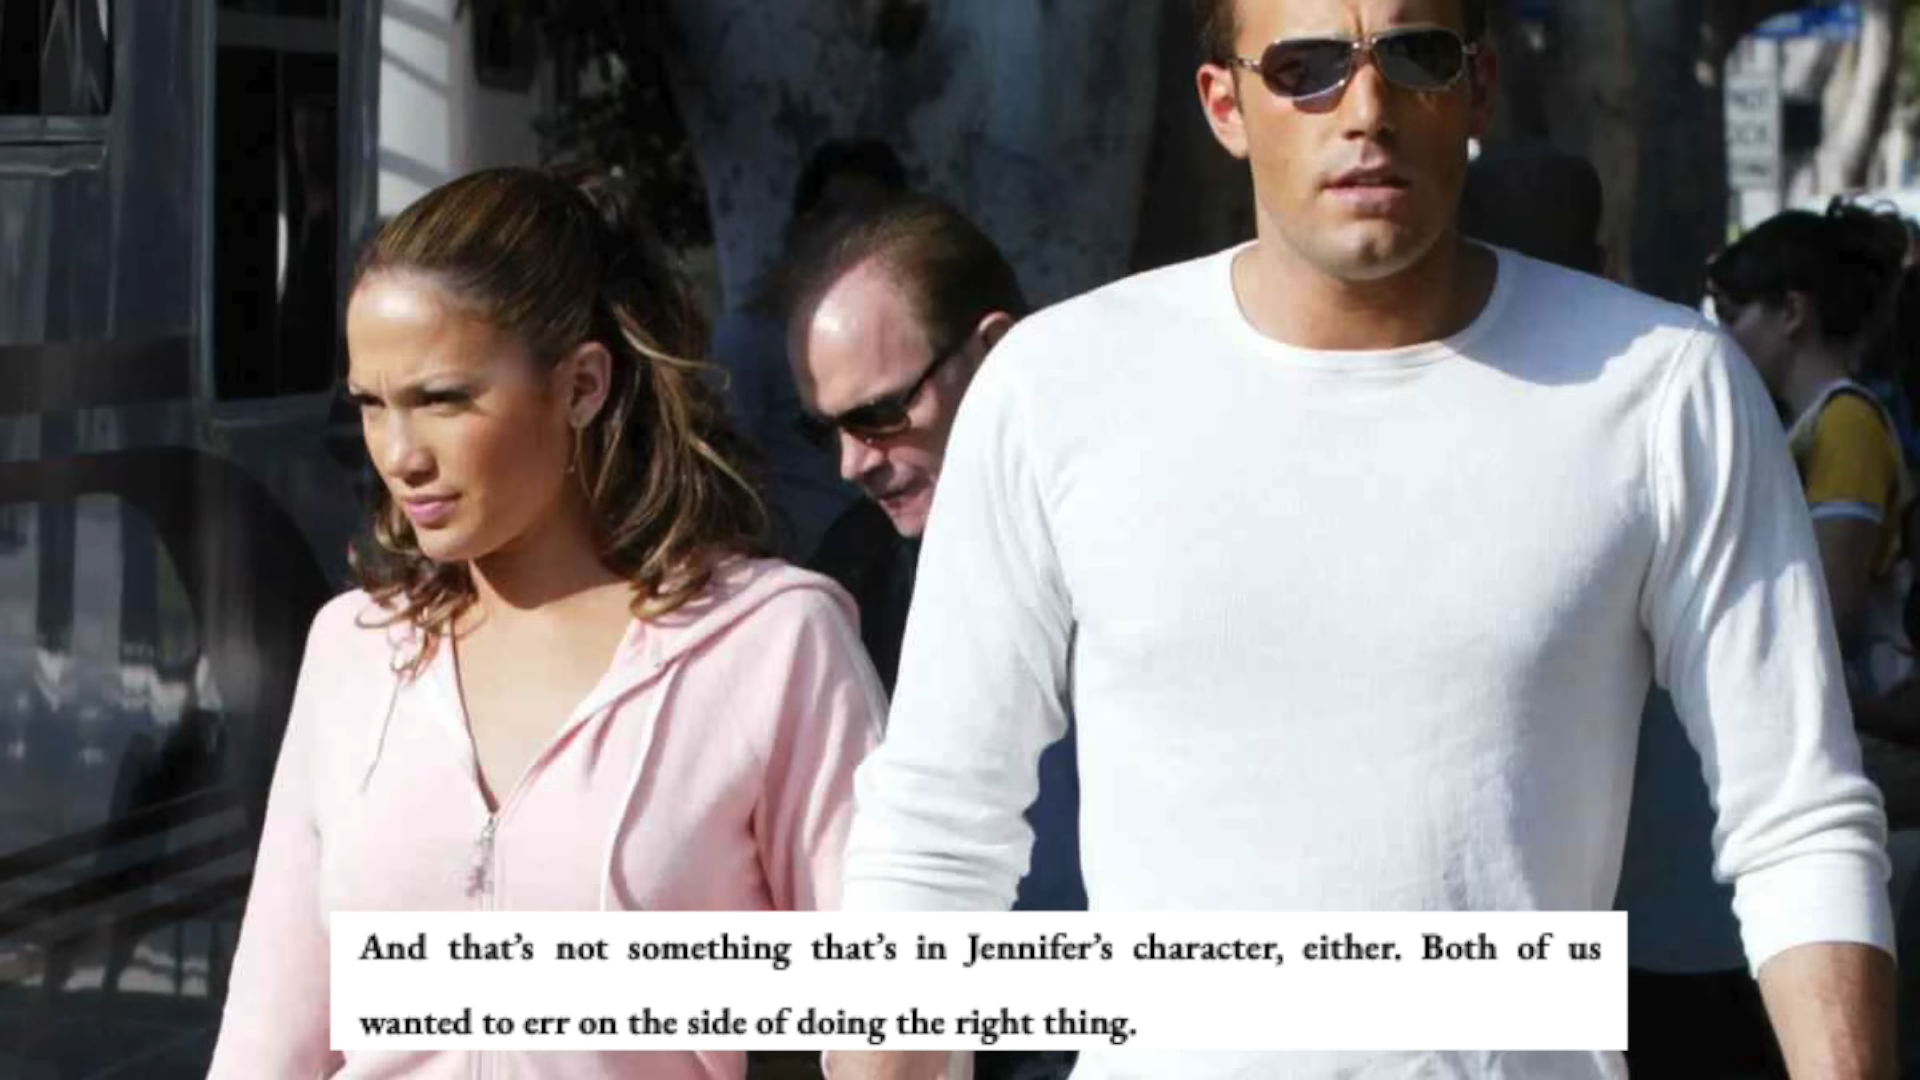 NOT
And that's not something that's in Jennifer's character, either. Both of us
wanted to err on the side of doing the right thing.